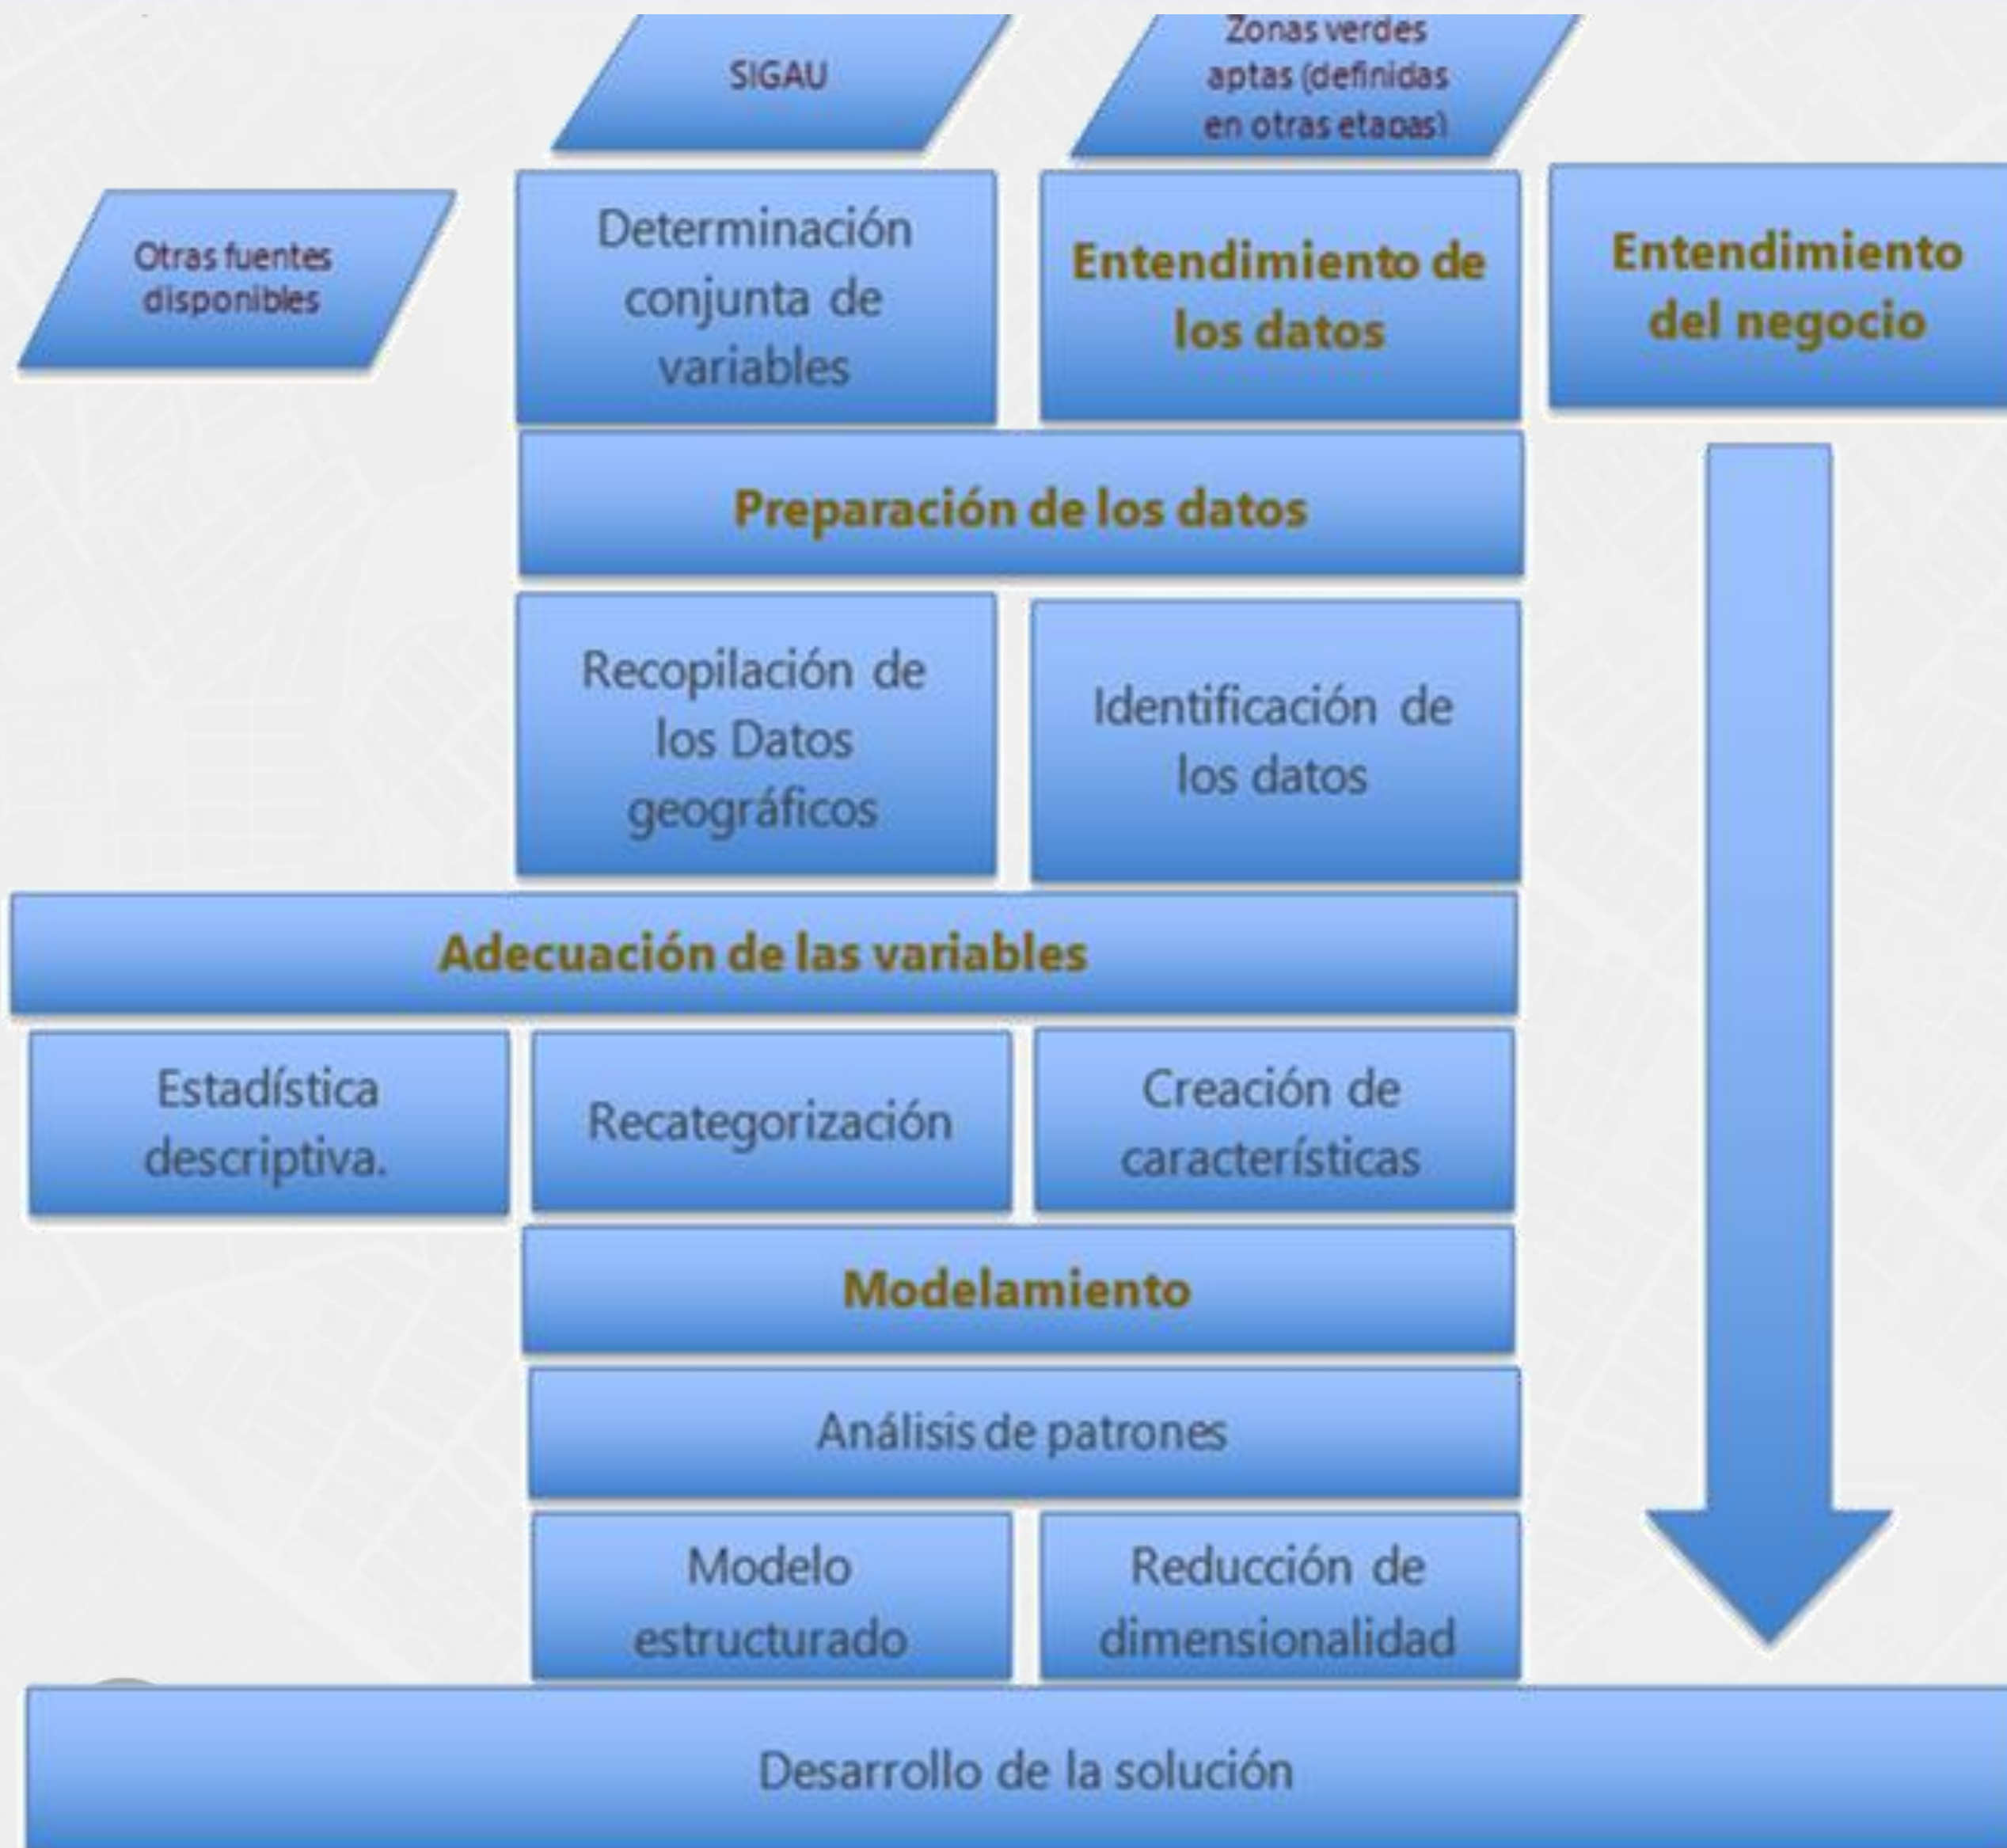 SIGAU
Zonas verdes
aptas (definidas
en otras etapas)
Otras fuentes
disponibles
Determinación
conjunta de
variables
Entendimiento de
los datos
Entendimiento
del negocio
Preparación de los datos
Recopilación de
los Datos
geográficos
Identificación de
los datos
Adecuación de las variables
Estadística
descriptiva.
Recategorización
Creación de
características
Modelamiento
Análisis de patrones
Modelo
estructurado
Reducción de
dimensionalidad
Desarrollo de la solución